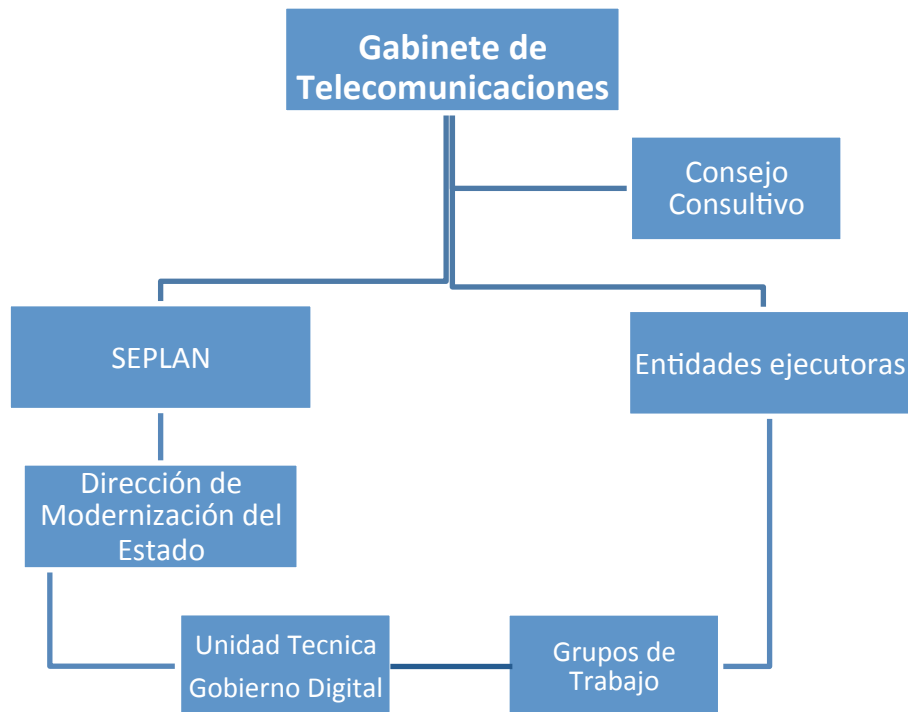 Gabinete de
Telecomunicaciones
Consejo
Consultivo
SEPLAN
Entidades ejecutoras
Dirección de
Modernización del
Estado
Unidad Tecnica
Gobierno Digital
Grupos de
Trabajo